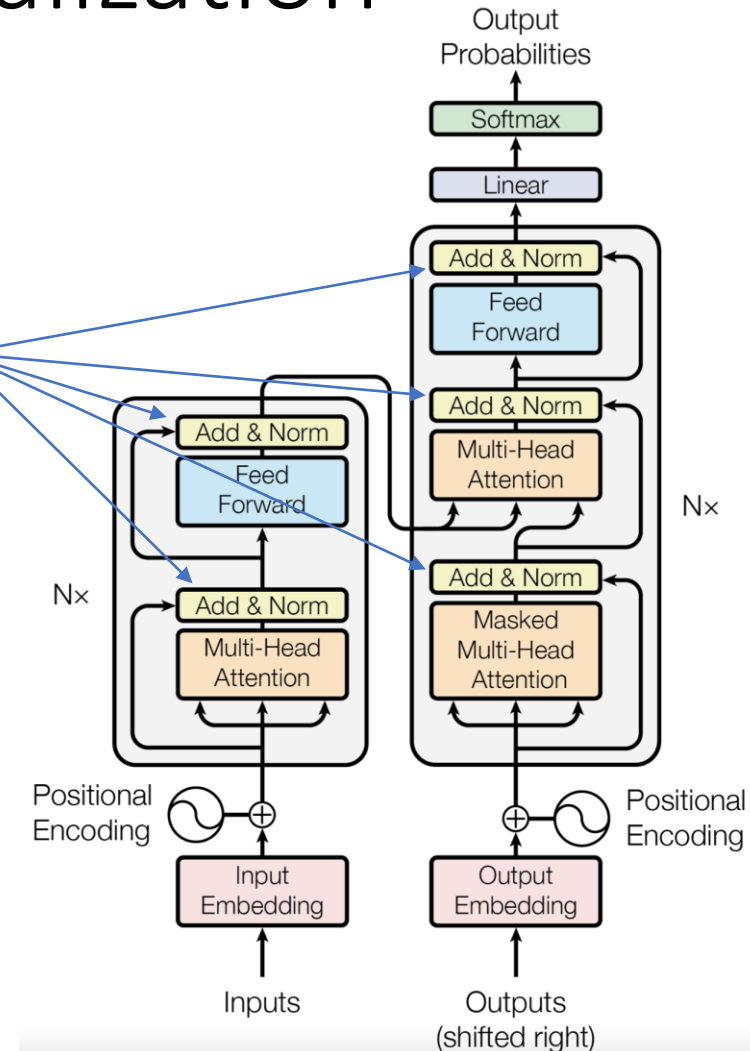 Output
Probabilities
Softmax
Linear
Add & Norm
Feed
Forward
Add & Norm
Multi-Head
Attention
Add & Norm
Masked
Multi-Head
Attention
Nx
Add & Norm
Feed
Forward
Add & Norm
Multi-Head
Attention
Nx
Positional
Encoding
Positional
Encoding
Input
Embedding
Output
Embedding
Inputs
Outputs
(shifted right)